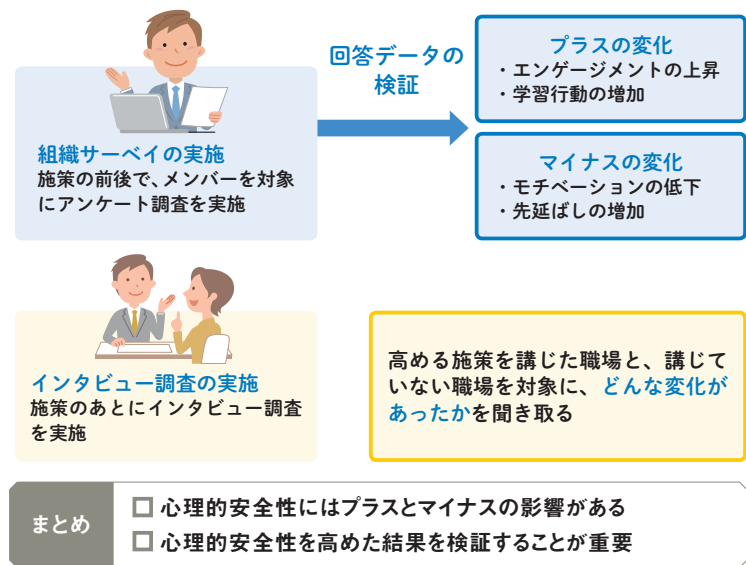 組織サーベイの実施
施策の前後で、メンバーを対象
にアンケート調査を実施
回答データの
検証
プラスの変化
・エンゲージメントの上昇
・学習行動の増加
マイナスの変化
・モチベーションの低下
・先延ばしの増加
インタビュー調査の実施
施策のあとにインタビュー調査
を実施
高める施策を講じた職場と、講じて
いない職場を対象に、どんな変化が
あったかを聞き取る
まとめ
□ 心理的安全性にはプラスとマイナスの影響がある
□ 心理的安全性を高めた結果を検証することが重要